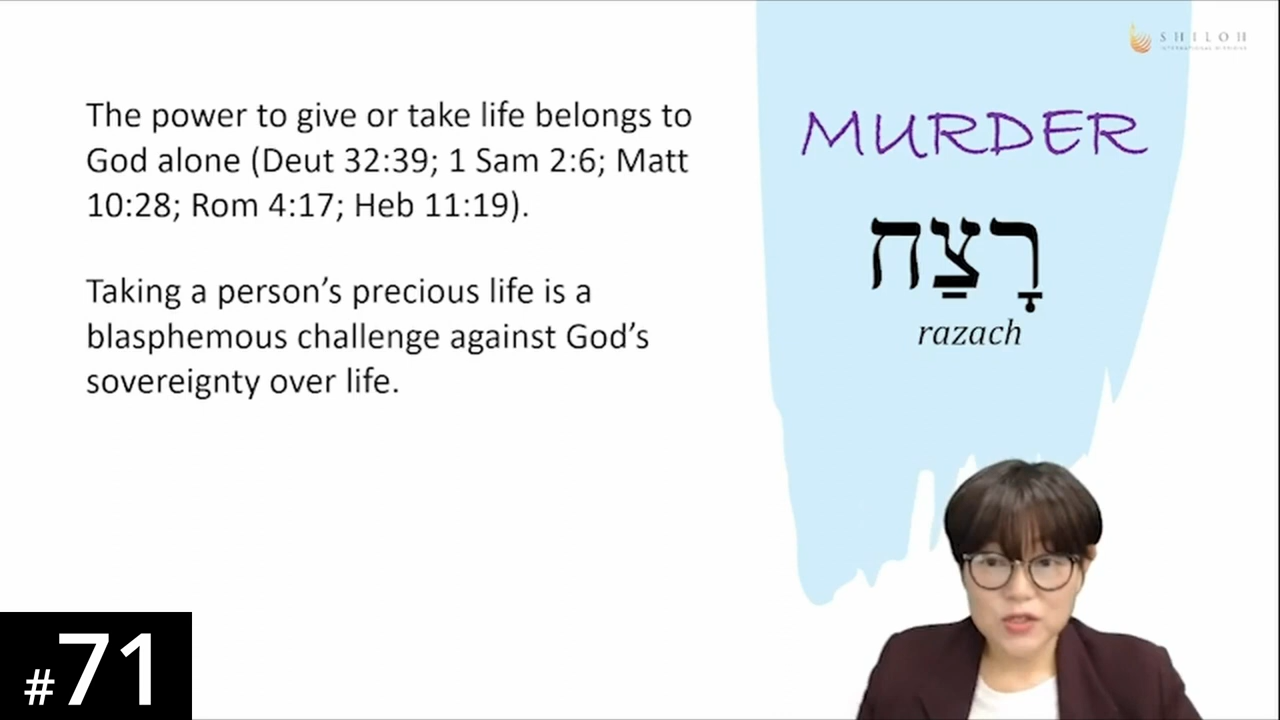 The power to give or take life belongs to
God alone (Deut 32:39; 1 Sam 2:6; Matt
10:28; Rom 4:17; Heb 11:19).
Taking a person’s precious life is a
blasphemous challenge against God’s
sovereignty over life.
SHILOH
INTERNATIONAL MISSIONS
MURDER
רָצַח
razach
#71